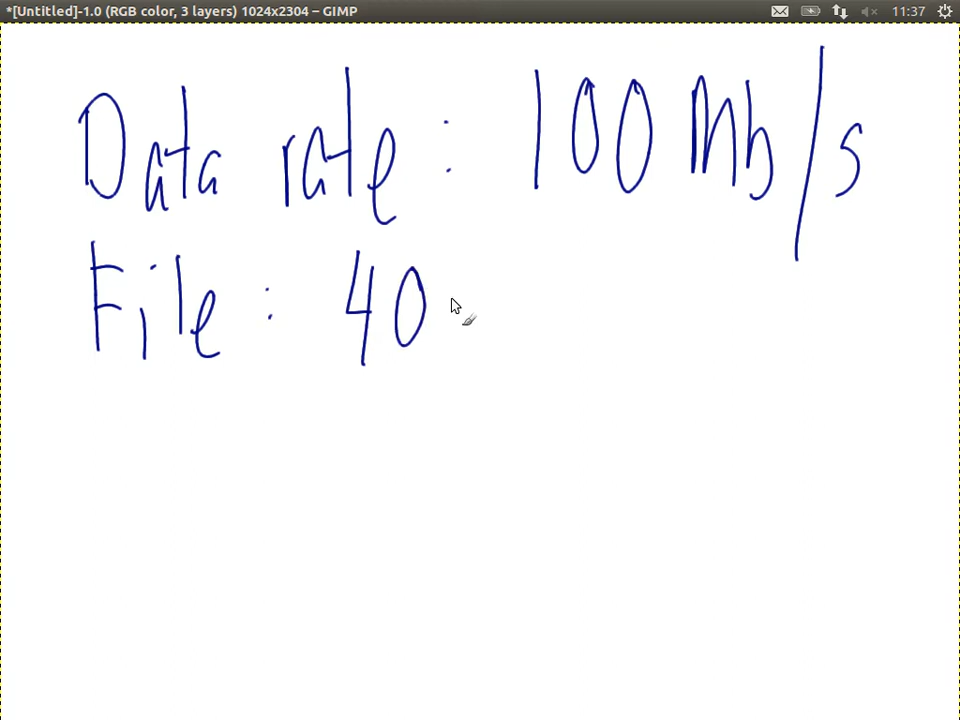 *[Untitled]-1.0 (RGB color, 3 layers) 1024x2304 – GIMP 11:37
Data rate: 100 Mb/s
File: 40